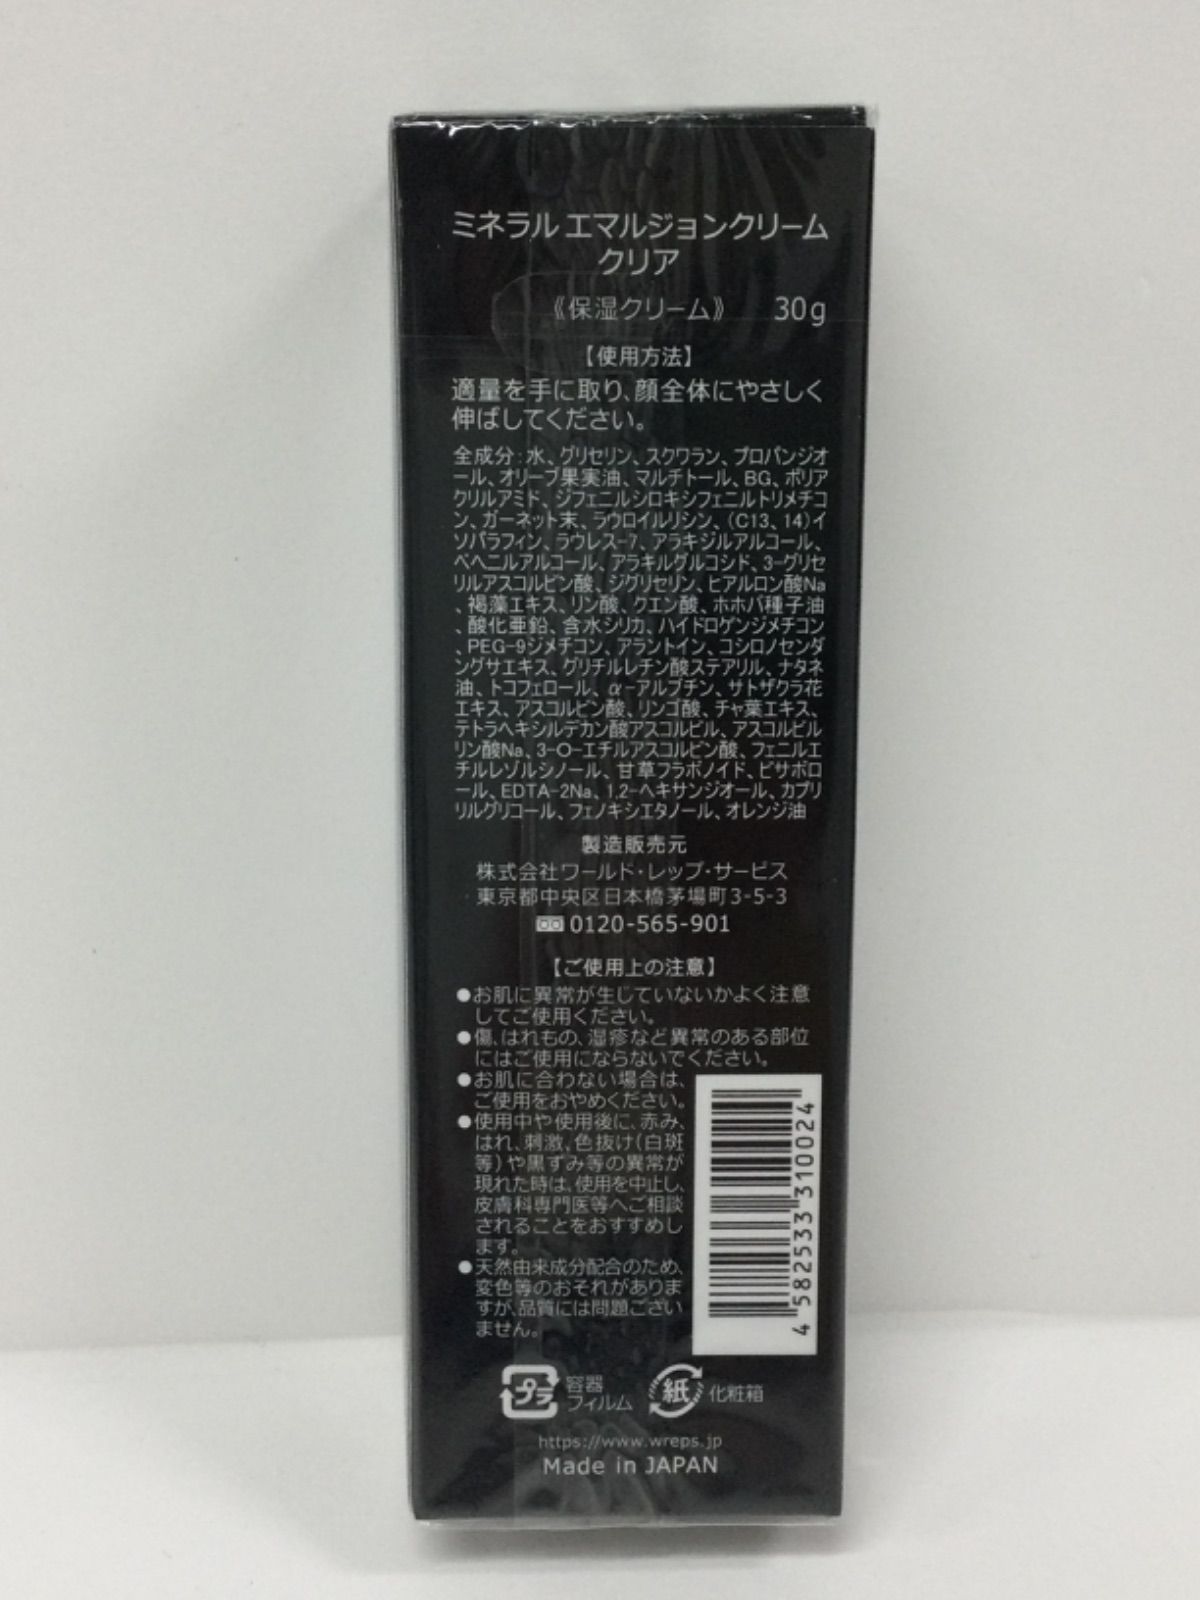 ミネラル エマルジョンクリーム
クリア
《保湿クリーム》 30g
【使用方法】
適量を手に取り、顔全体にやさしく
伸ばしてください。
全成分:水、グリセリン、スクワラン、プロパンジオ
ール、オリーブ果実油、マルチトール、BG、ポリア
クリルアミド、ジフェニルシロキシフェニルトリメチコ
ン、ガーネット末、ラウロイルリシン、(C13、14)イ
ソパラフィン、ラウレス-7、アラキジルアルコール、
ベヘニルアルコール、アラキルグルコシド、3-グリセ
リルアスコルビン酸、ジグリセリン、ヒアルロン酸Na
、褐藻エキス、リン酸、クエン酸、ホホバ種子油
、酸化亜鉛、含水シリカ、ハイドロゲンジメチコン
、PEG-9ジメチコン、アラントイン、コシロノセンダ
ングサエキス、グリチルレチン酸ステアリル、ナタネ
油、トコフェロール、α-アルブチン、サトザクラ花
エキス、アスコルビン酸、リンゴ酸、チャ葉エキス、
テトラヘキシルデカン酸アスコルビル、アスコルビル
リン酸Na、3-O-エチルアスコルビン酸、フェニルエ
チルレゾルシノール、甘草フラボノイド、ビサボロ
ール、EDTA-2Na、1,2-ヘキサンジオール、カプリ
リルグリコール、フェノキシエタノール、オレンジ油
製造販売元
株式会社ワールド・レップ・サービス
東京都中央区日本橋茅場町3-5-3
0120-565-901
【ご使用上の注意】
●お肌に異常が生じていないかよく注意
してご使用ください。
●傷、はれもの、湿疹など異常のある部位
にはご使用にならないでください。
●お肌に合わない場合は、
ご使用をおやめください。
●使用中や使用後に、赤み、
はれ、刺激、色抜け(白斑
等)や黒ずみ等の異常が
現れた時は、使用を中止し、
皮膚科専門医等へご相談
されることをおすすめし
ます。
●天然由来成分配合のため、
変色等のおそれがありま
すが、品質には問題ござい
ません。
4 582533 310024
プラ 容器
フィルム
紙 化粧箱
https://www.wreps.jp
Made in JAPAN